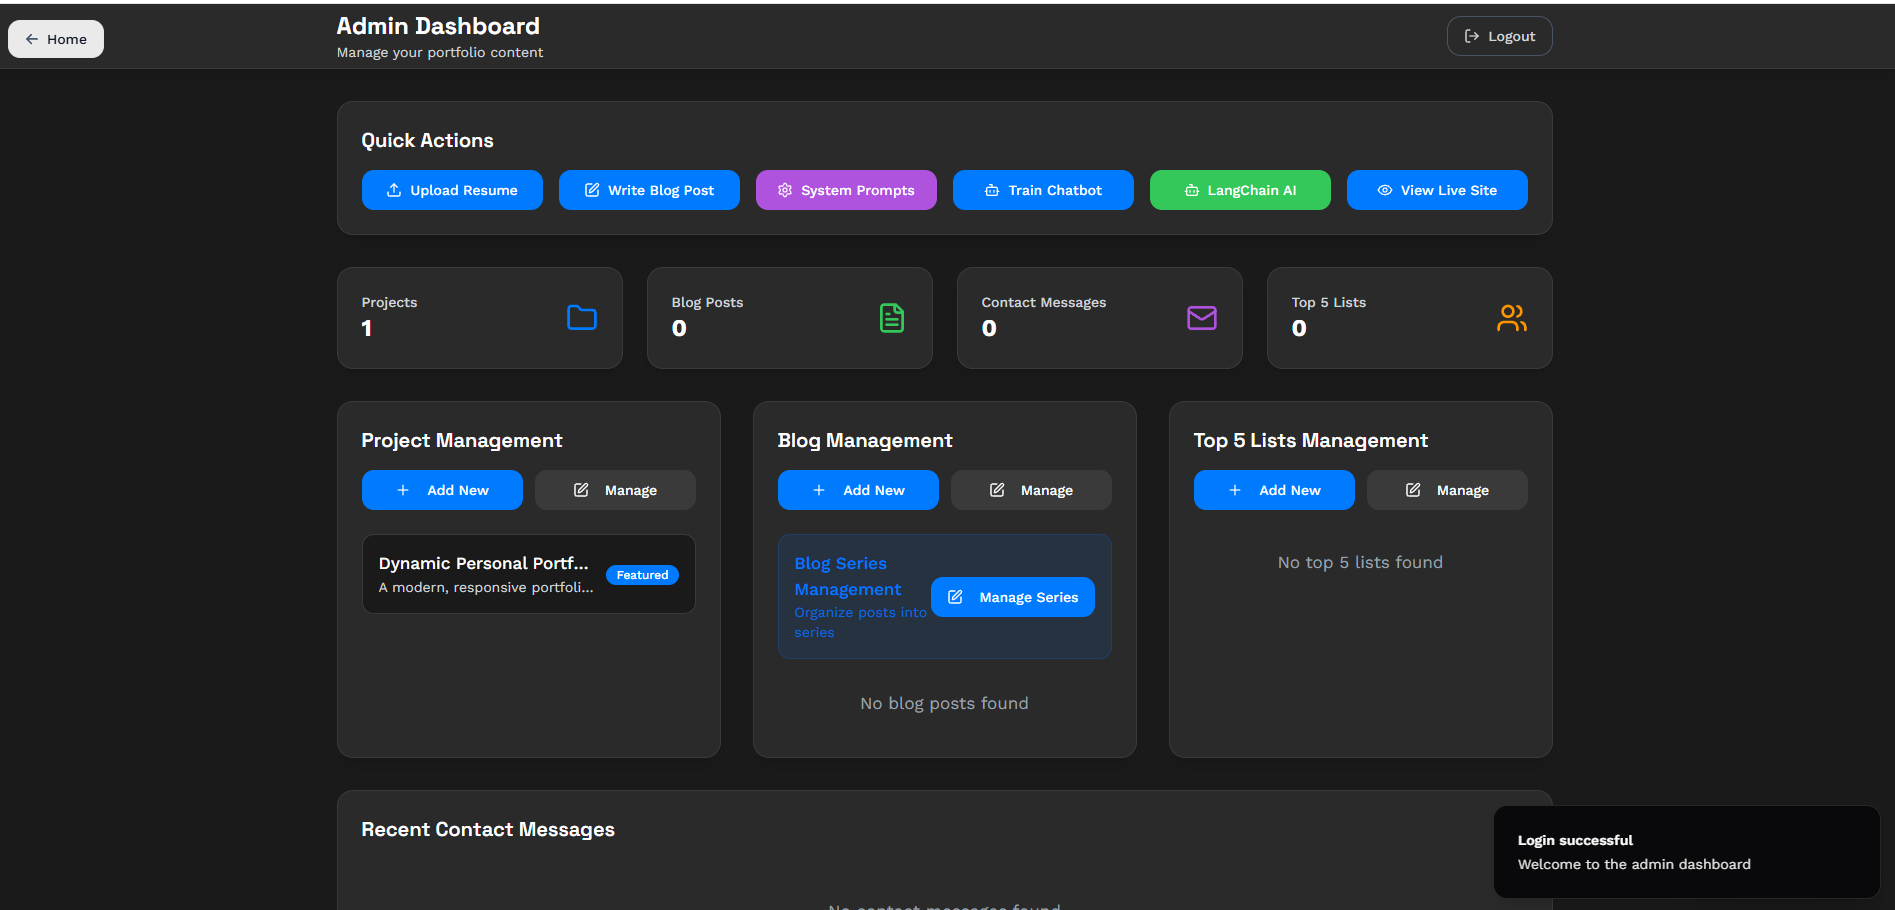 Home
Admin Dashboard
Manage your portfolio content
Logout
Quick Actions
Upload Resume
Write Blog Post
System Prompts
Train Chatbot
LangChain AI
View Live Site
Projects
1
Blog Posts
0
Contact Messages
0
Top 5 Lists
0
Project Management
Add New
Manage
Dynamic Personal Portf...
A modern, responsive portfoli...
Featured
Blog Management
Add New
Manage
Blog Series
Management
Organize posts into
series
Manage Series
No blog posts found
Top 5 Lists Management
Add New
Manage
No top 5 lists found
Recent Contact Messages
No contact messages found
Login successful
Welcome to the admin dashboard